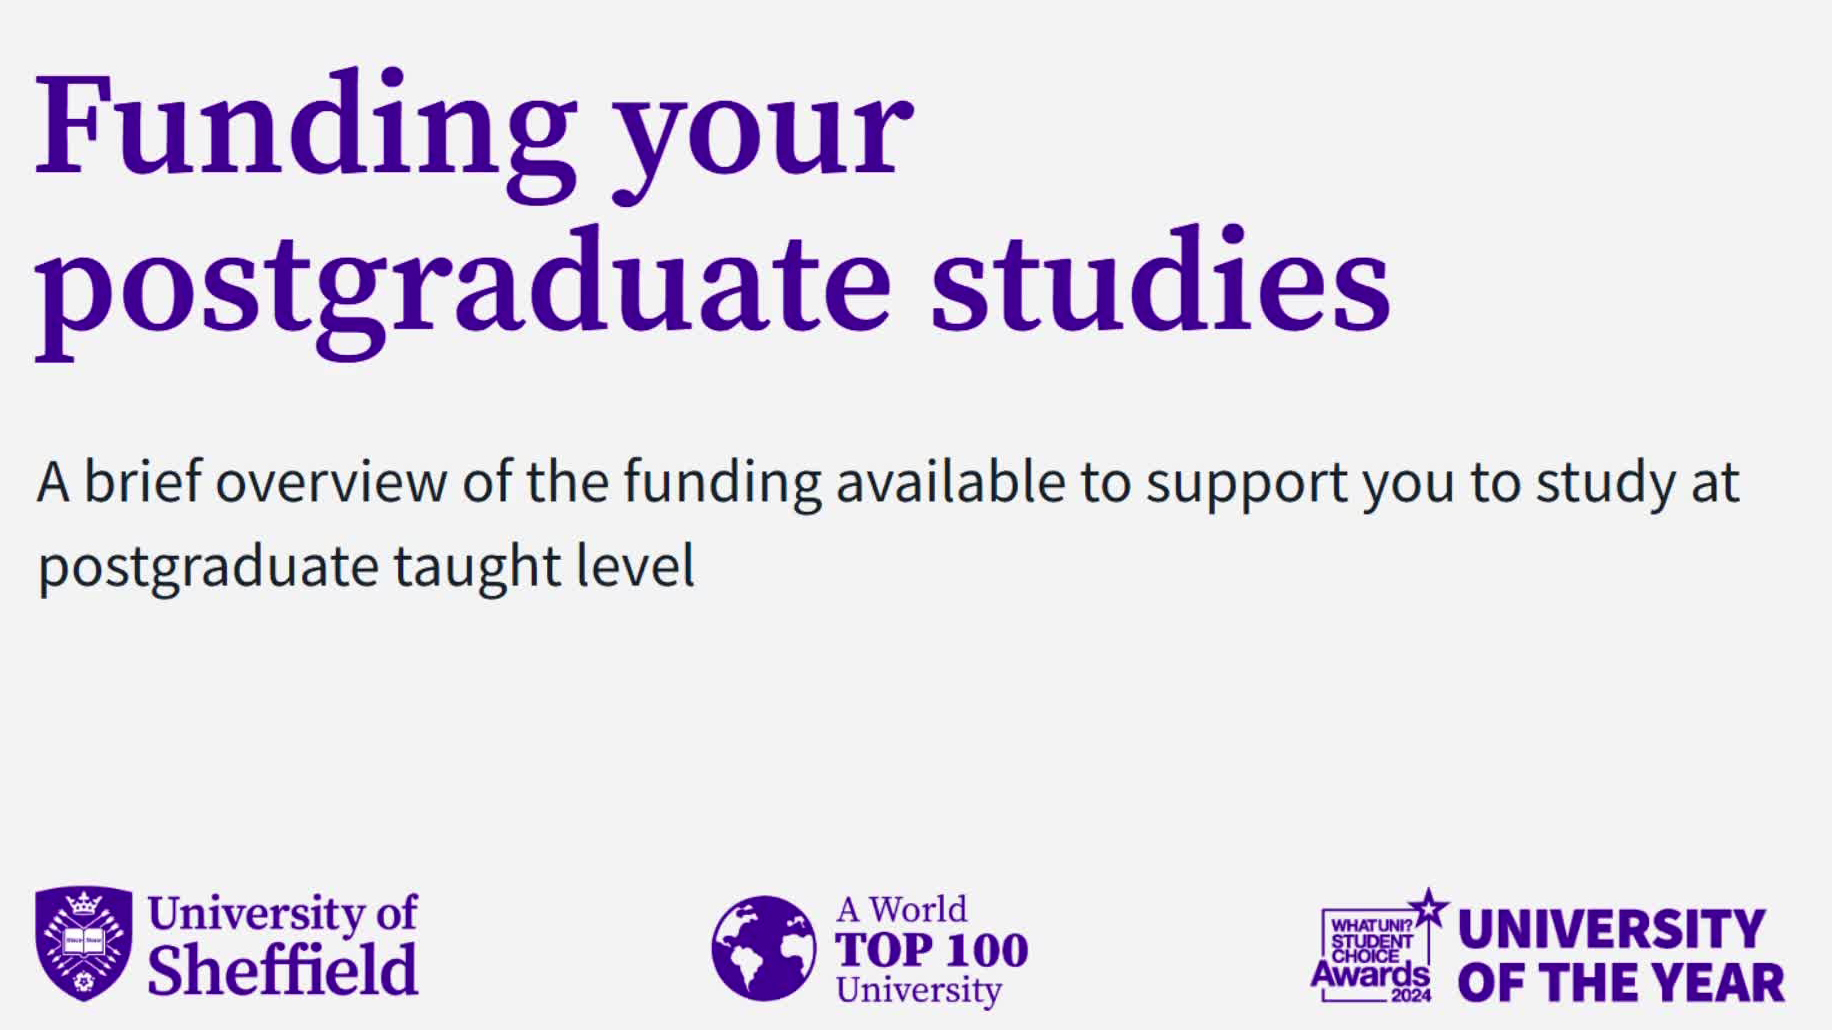 Funding your
postgraduate studies
A brief overview of the funding available to support you to study at
postgraduate taught level
University of
Sheffield
A World
TOP 100
University
WHATUNI?
STUDENT
CHOICE
Awards
2024
UNIVERSITY
OF THE YEAR